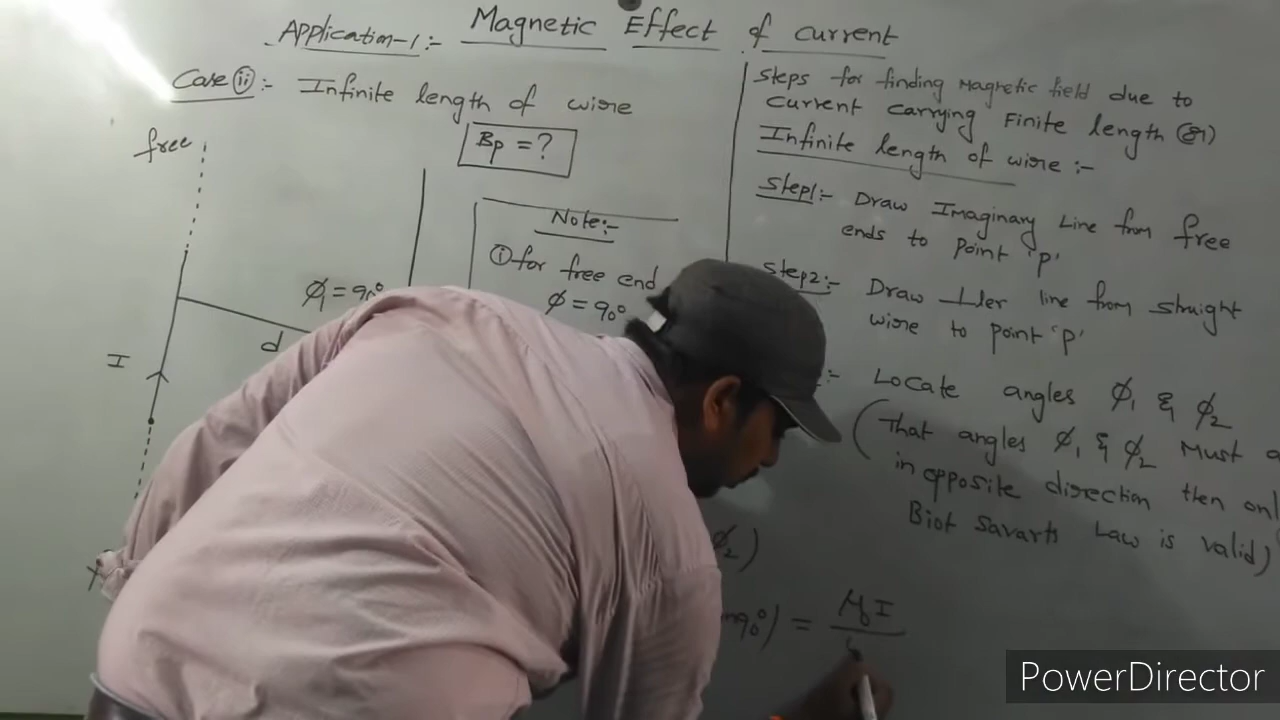 Application-1:- Magnetic Effect of current
Case (ii):- Infinite length of wire
Bp = ?
free
I
d
φ₁ = 90°
Note:-
(i) for free end
φ = 90°
φ₂)
90°) = μ₀I
Steps for finding Magnetic field due to
current carrying Finite length (or)
Infinite length of wire :-
Step1:- Draw Imaginary Line from free
ends to point 'p'
Step2:- Draw ⊥ler line from straight
wire to point 'p'
:- Locate angles φ₁ & φ₂
(That angles φ₁ & φ₂ Must
in opposite direction then onl
Biot Savarts Law is valid)
PowerDirector